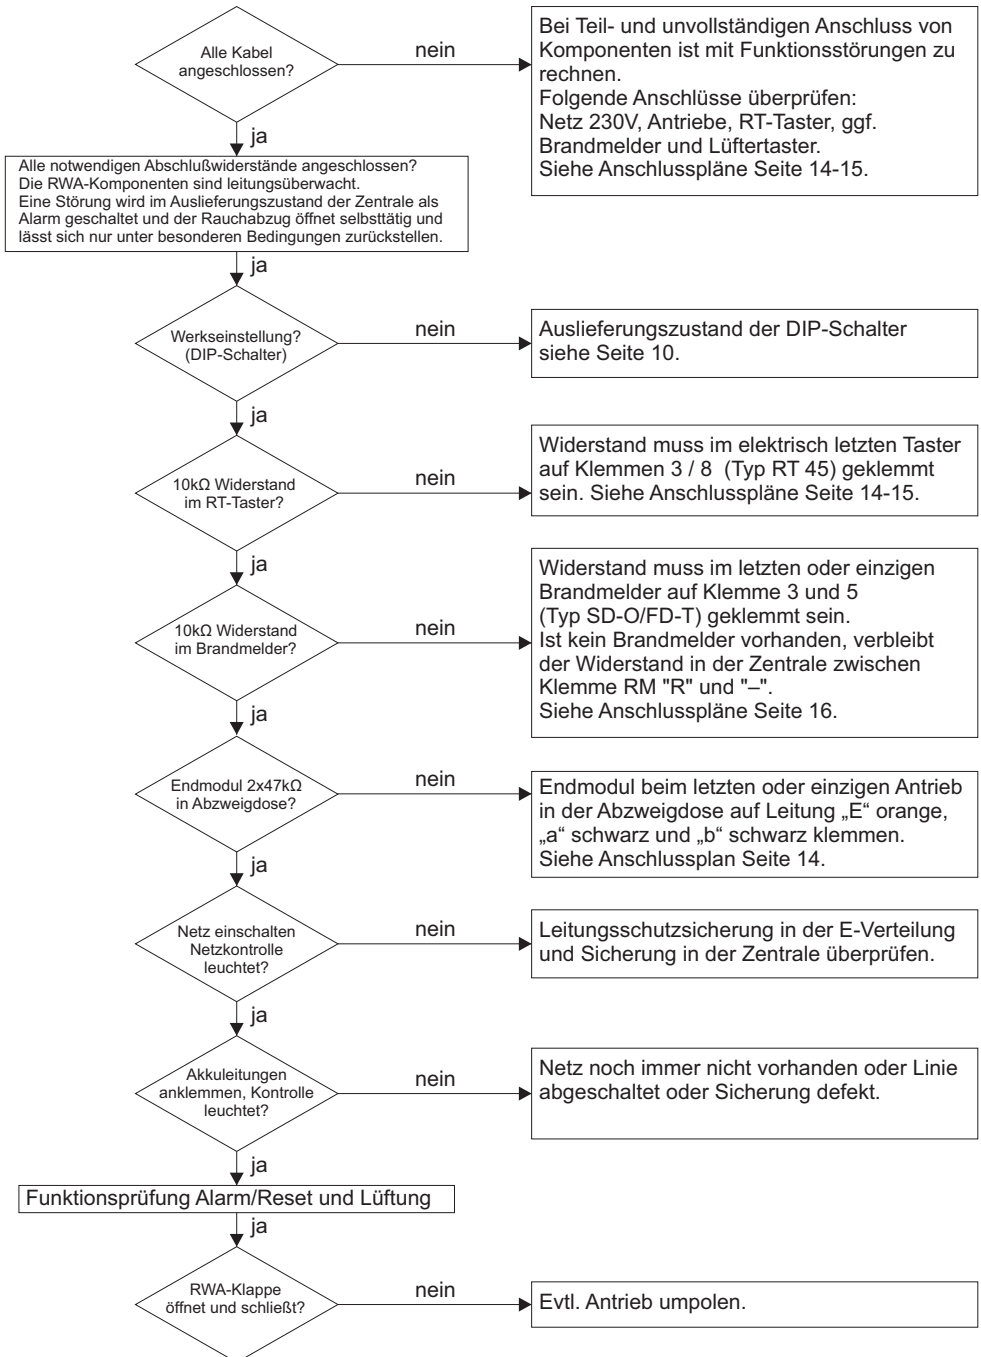 Alle Kabel
angeschlossen?
nein
Bei Teil- und unvollständigen Anschluss von
Komponenten ist mit Funktionsstörungen zu
rechnen.
Folgende Anschlüsse überprüfen:
Netz 230V, Antriebe, RT-Taster, ggf.
Brandmelder und Lüftertaster.
Siehe Anschlusspläne Seite 14-15.
ja
Alle notwendigen Abschlußwiderstände angeschlossen?
Die RWA-Komponenten sind leitungsüberwacht.
Eine Störung wird im Auslieferungszustand der Zentrale als
Alarm geschaltet und der Rauchabzug öffnet selbsttätig und
lässt sich nur unter besonderen Bedingungen zurückstellen.
ja
Werkseinstellung?
(DIP-Schalter)
nein
Auslieferungszustand der DIP-Schalter
siehe Seite 10.
ja
10kΩ Widerstand
im RT-Taster?
nein
Widerstand muss im elektrisch letzten Taster
auf Klemmen 3 / 8 (Typ RT 45) geklemmt
sein. Siehe Anschlusspläne Seite 14-15.
ja
10kΩ Widerstand
im Brandmelder?
nein
Widerstand muss im letzten oder einzigen
Brandmelder auf Klemme 3 und 5
(Typ SD-O/FD-T) geklemmt sein.
Ist kein Brandmelder vorhanden, verbleibt
der Widerstand in der Zentrale zwischen
Klemme RM "R" und "–".
Siehe Anschlusspläne Seite 16.
ja
Endmodul 2x47kΩ
in Abzweigdose?
nein
Endmodul beim letzten oder einzigen Antrieb
in der Abzweigdose auf Leitung „E“ orange,
„a“ schwarz und „b“ schwarz klemmen.
Siehe Anschlussplan Seite 14.
ja
Netz einschalten
Netzkontrolle
leuchtet?
nein
Leitungsschutzsicherung in der E-Verteilung
und Sicherung in der Zentrale überprüfen.
ja
Akkuleitungen
anklemmen, Kontrolle
leuchtet?
nein
Netz noch immer nicht vorhanden oder Linie
abgeschaltet oder Sicherung defekt.
ja
Funktionsprüfung Alarm/Reset und Lüftung
ja
RWA-Klappe
öffnet und schließt?
nein
Evtl. Antrieb umpolen.